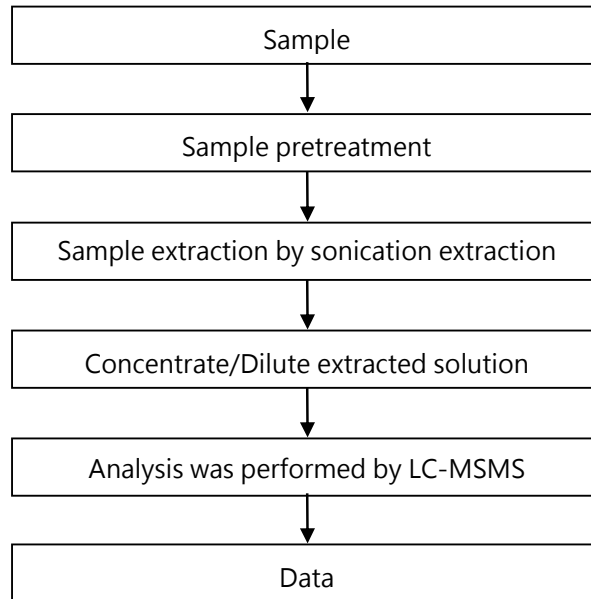 Sample
Sample pretreatment
Sample extraction by sonication extraction
Concentrate/Dilute extracted solution
Analysis was performed by LC-MSMS
Data